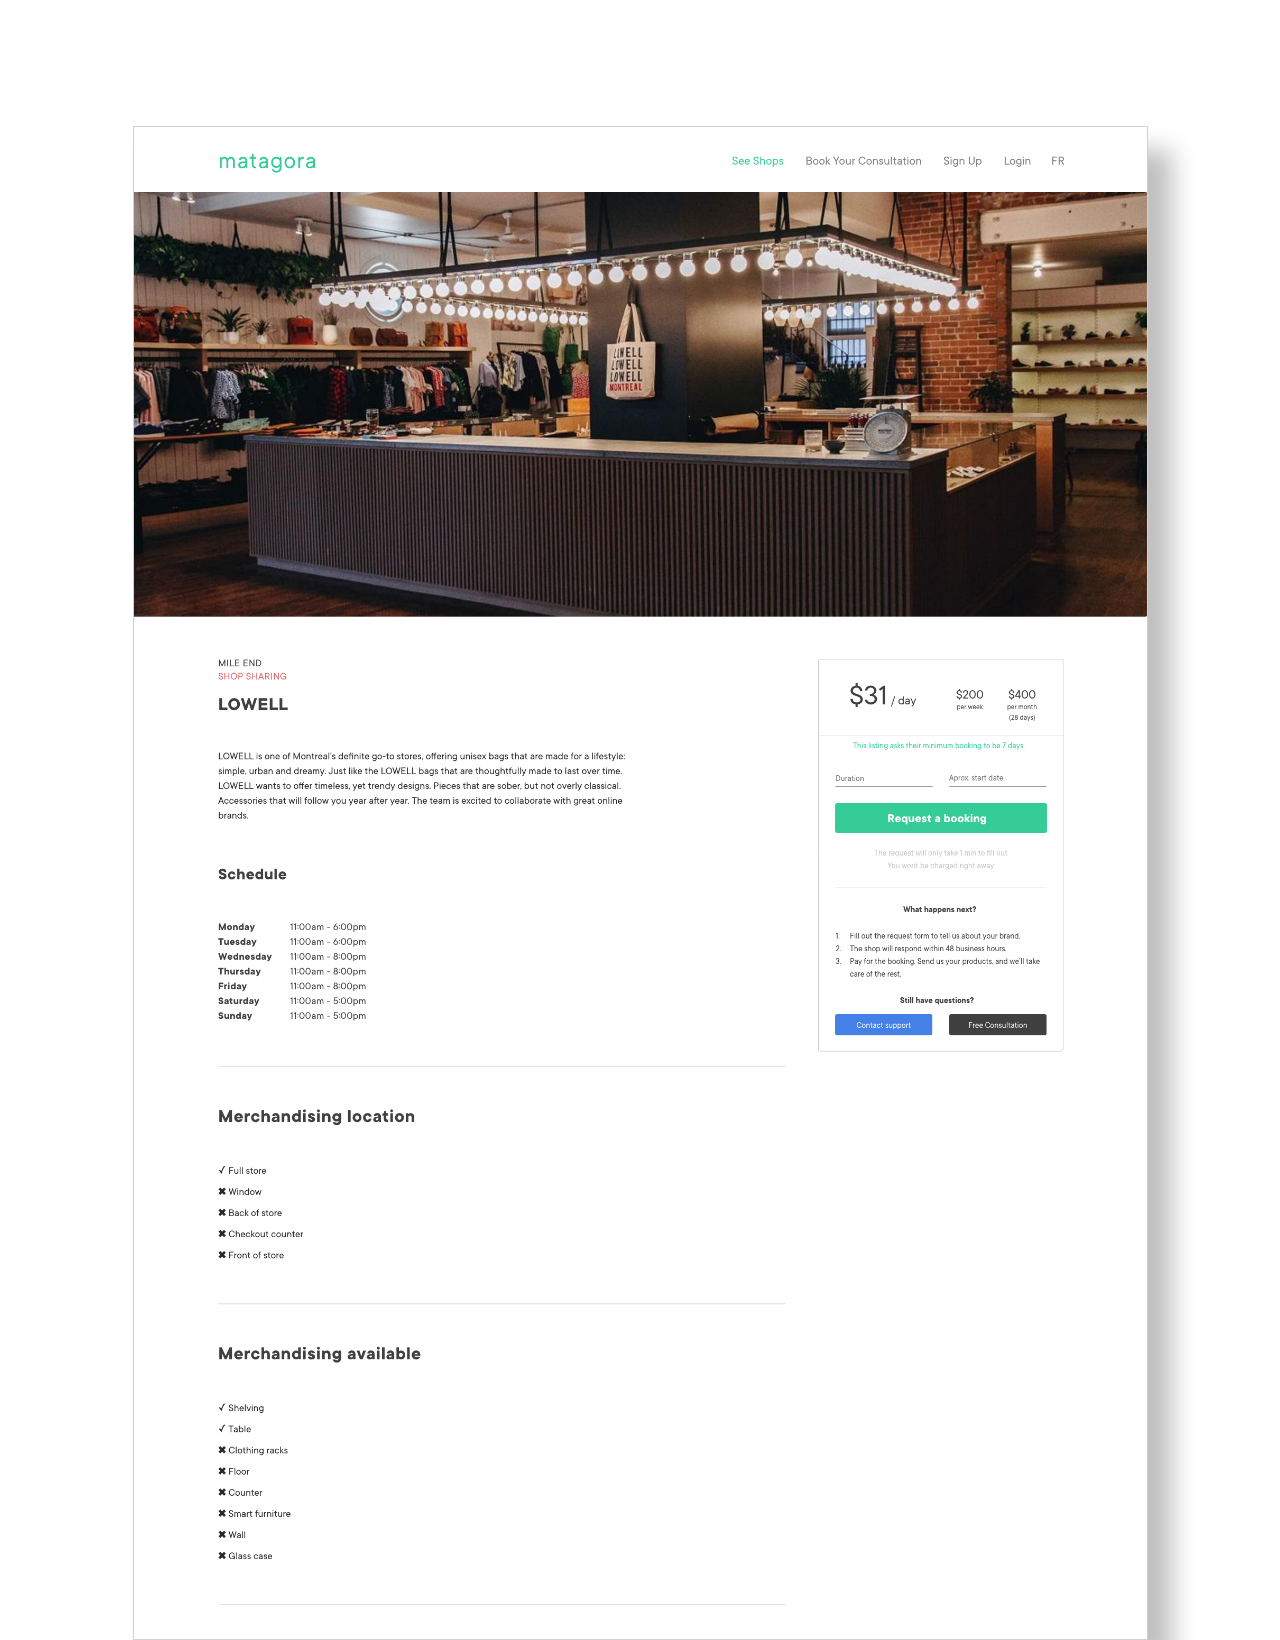 matagora
See Shops Book Your Consultation Sign Up Login FR
LOWELL
LOWELL
LOWELL
MONTREAL
MILE END
SHOP SHARING
LOWELL
LOWELL is one of Montreal's definite go-to stores, offering unisex bags that are made for a lifestyle:
simple, urban and dreamy. Just like the LOWELL bags that are thoughtfully made to last over time.
LOWELL wants to offer timeless, yet trendy designs. Pieces that are sober, but not overly classical.
Accessories that will follow you year after year. The team is excited to collaborate with great online
brands.
Schedule
Monday 11:00am - 6:00pm
Tuesday 11:00am - 6:00pm
Wednesday 11:00am - 8:00pm
Thursday 11:00am - 8:00pm
Friday 11:00am - 8:00pm
Saturday 11:00am - 5:00pm
Sunday 11:00am - 5:00pm
Merchandising location
✓ Full store
✖ Window
✖ Back of store
✖ Checkout counter
✖ Front of store
Merchandising available
✓ Shelving
✓ Table
✖ Clothing racks
✖ Floor
✖ Counter
✖ Smart furniture
✖ Wall
✖ Glass case
$31 / day
$200
per week
$400
per month
(28 days)
This listing asks their minimum booking to be 7 days
Duration
Aprox. start date
Request a booking
The request will only take 1 min to fill out
You wont be charged right away
What happens next?
1. Fill out the request form to tell us about your brand.
2. The shop will respond within 48 business hours.
3. Pay for the booking. Send us your products, and we'll take
care of the rest.
Still have questions?
Contact support
Free Consultation